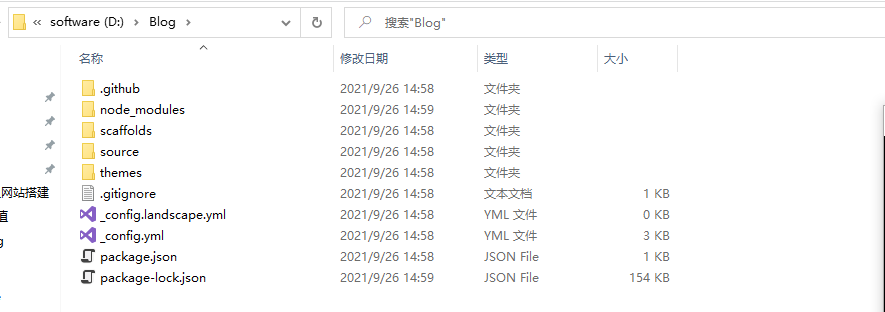 software (D:) Blog 搜索"Blog"
名称 修改日期 类型 大小
.github 2021/9/26 14:58 文件夹
node_modules 2021/9/26 14:59 文件夹
scaffolds 2021/9/26 14:58 文件夹
source 2021/9/26 14:58 文件夹
themes 2021/9/26 14:58 文件夹
网站搭建 .gitignore 2021/9/26 14:58 文本文档 1 KB
值 _config.landscape.yml 2021/9/26 14:58 YML 文件 0 KB
_config.yml 2021/9/26 14:58 YML 文件 3 KB
package.json 2021/9/26 14:58 JSON File 1 KB
package-lock.json 2021/9/26 14:59 JSON File 154 KB